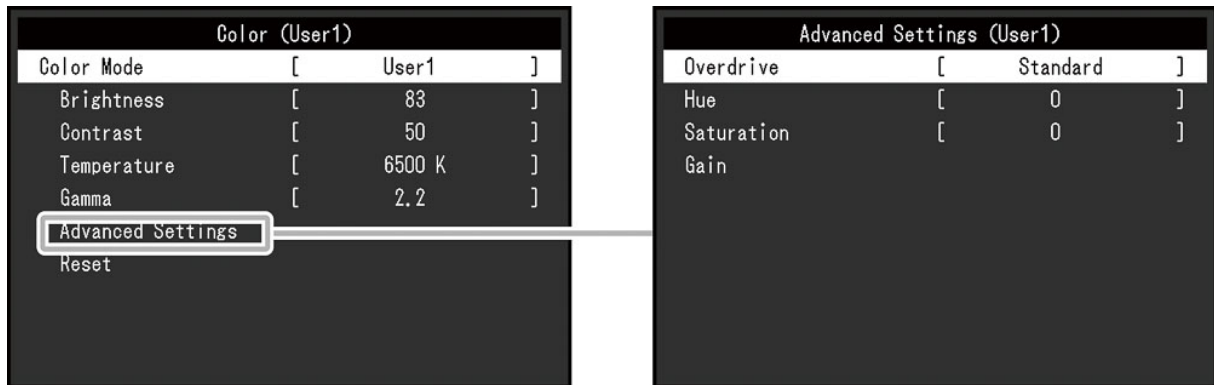 Color (User1)
Color Mode [ User1 ]
Brightness [ 83 ]
Contrast [ 50 ]
Temperature [ 6500 K ]
Gamma [ 2.2 ]
Advanced Settings
Reset
Advanced Settings (User1)
Overdrive [ Standard ]
Hue [ 0 ]
Saturation [ 0 ]
Gain